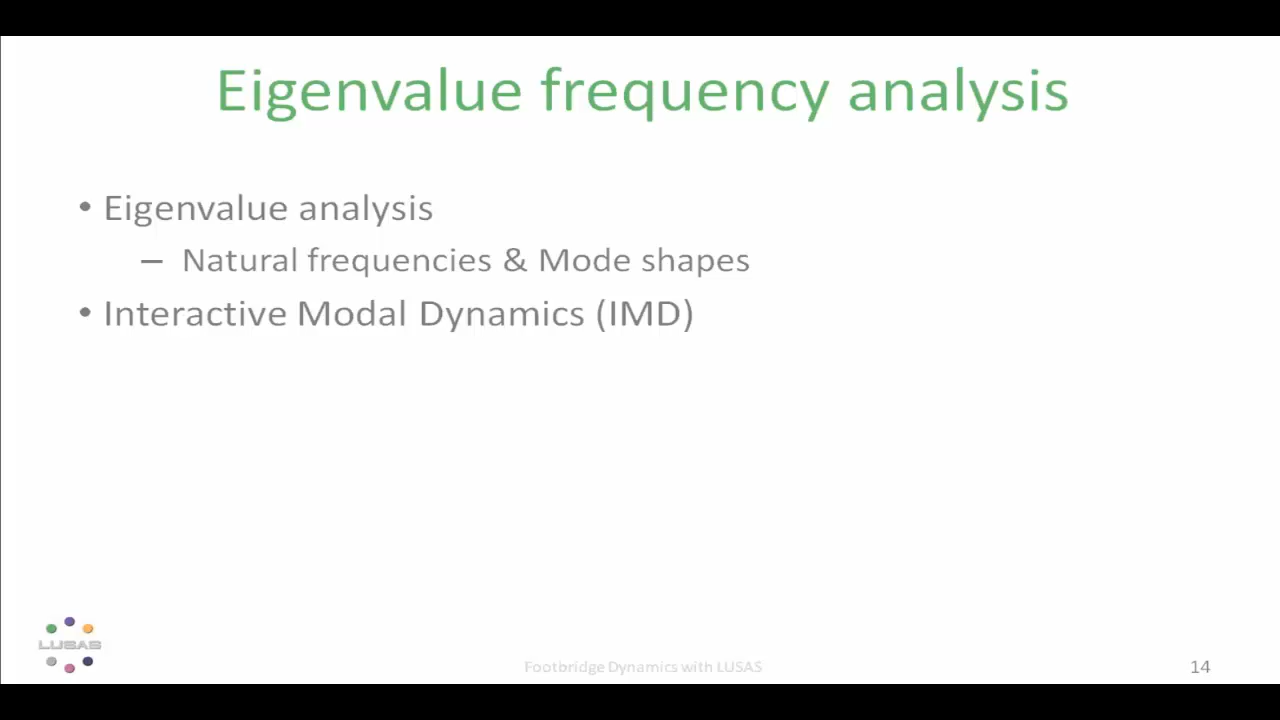 Eigenvalue frequency analysis
• Eigenvalue analysis
– Natural frequencies & Mode shapes
• Interactive Modal Dynamics (IMD)
LUSAS
Footbridge Dynamics with LUSAS
14